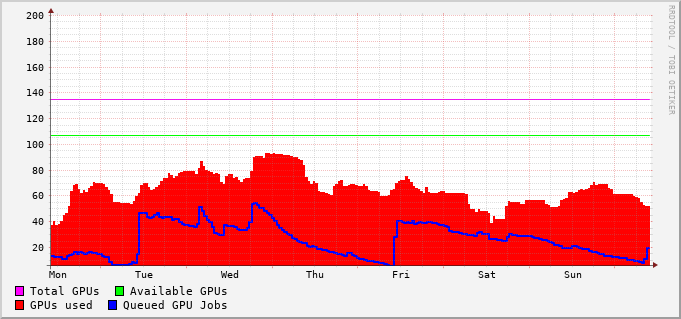 200
180
160
140
120
100
80
60
40
20
Mon Tue Wed Thu Fri Sat Sun
Total GPUs Available GPUs
GPUs used Queued GPU Jobs
RRDTOOL / TOBI OETIKER